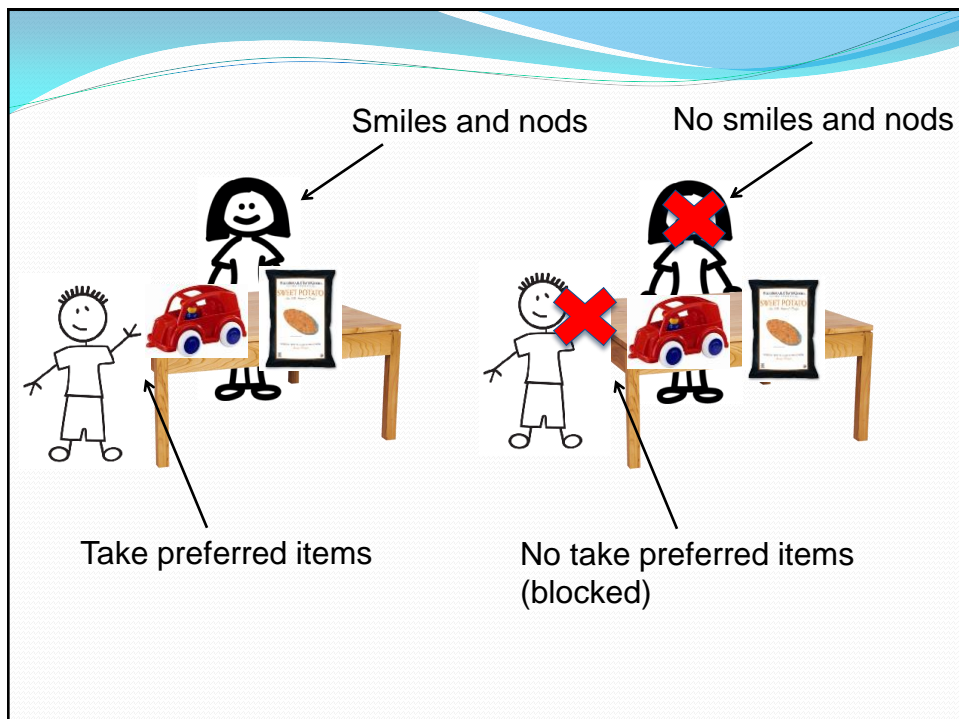 Smiles and nods
No smiles and nods
SWEET POTATO
SWEET POTATO
Take preferred items
No take preferred items
(blocked)